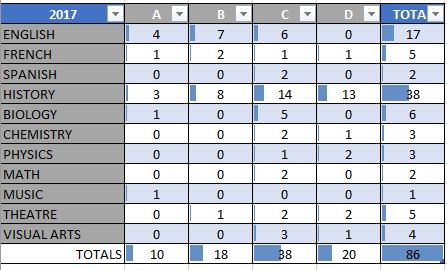 2017 A B C D TOTA
ENGLISH 4 7 6 0 17
FRENCH 1 2 1 1 5
SPANISH 0 0 2 0 2
HISTORY 3 8 14 13 38
BIOLOGY 1 0 5 0 6
CHEMISTRY 0 0 2 1 3
PHYSICS 0 0 1 2 3
MATH 0 0 2 0 2
MUSIC 1 0 0 0 1
THEATRE 0 1 2 2 5
VISUAL ARTS 0 0 3 1 4
TOTALS 10 18 38 20 86